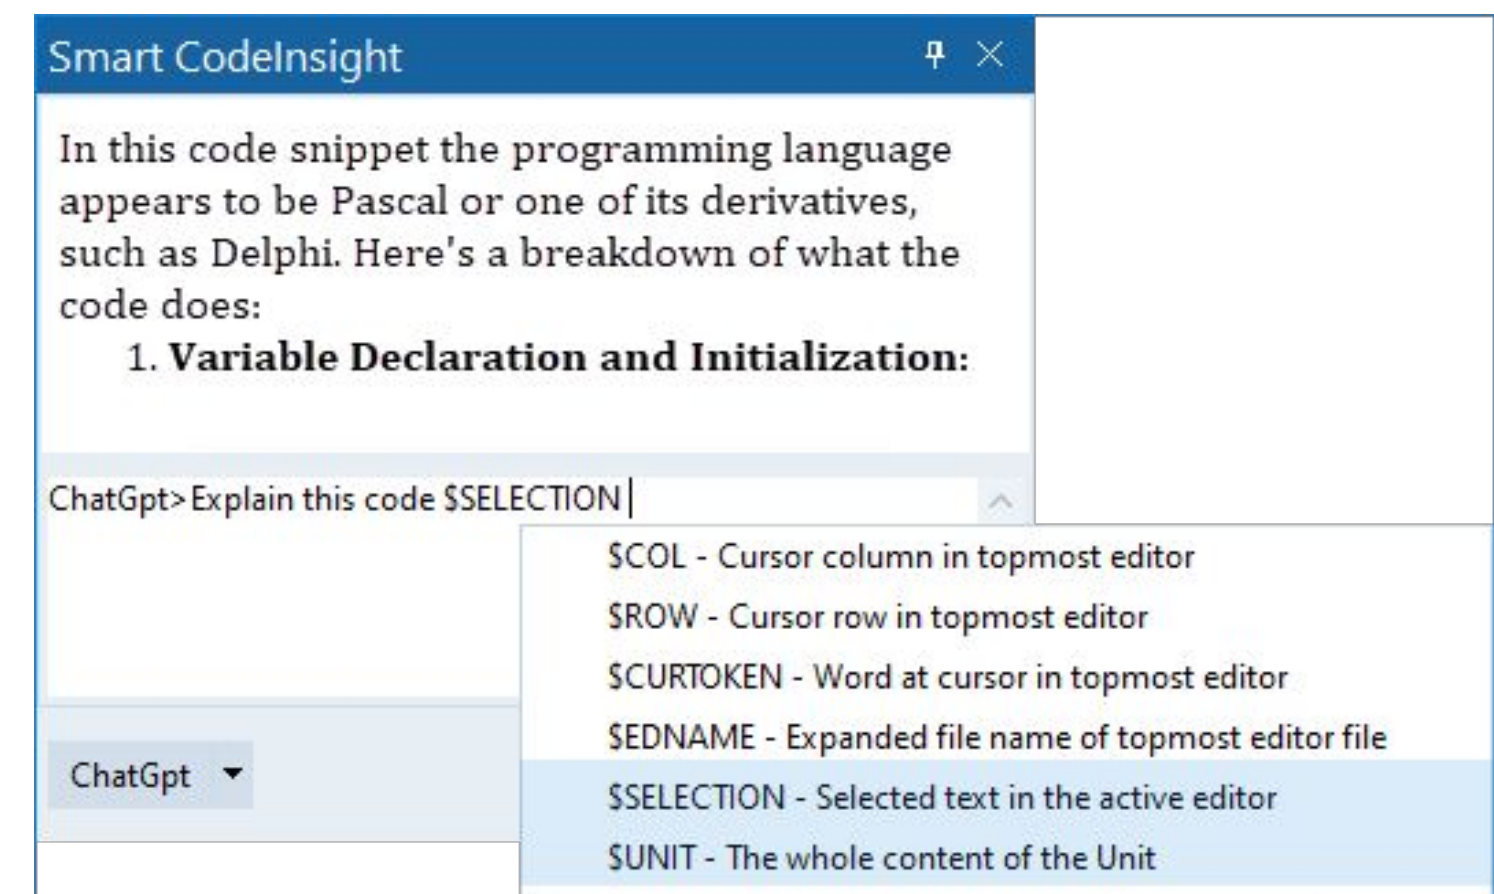 Smart CodeInsight
In this code snippet the programming language
appears to be Pascal or one of its derivatives,
such as Delphi. Here's a breakdown of what the
code does:
1. Variable Declaration and Initialization:
ChatGpt>Explain this code $SELECTION
$COL - Cursor column in topmost editor
$ROW - Cursor row in topmost editor
$CURTOKEN - Word at cursor in topmost editor
$EDNAME - Expanded file name of topmost editor file
$SELECTION - Selected text in the active editor
$UNIT - The whole content of the Unit
ChatGpt